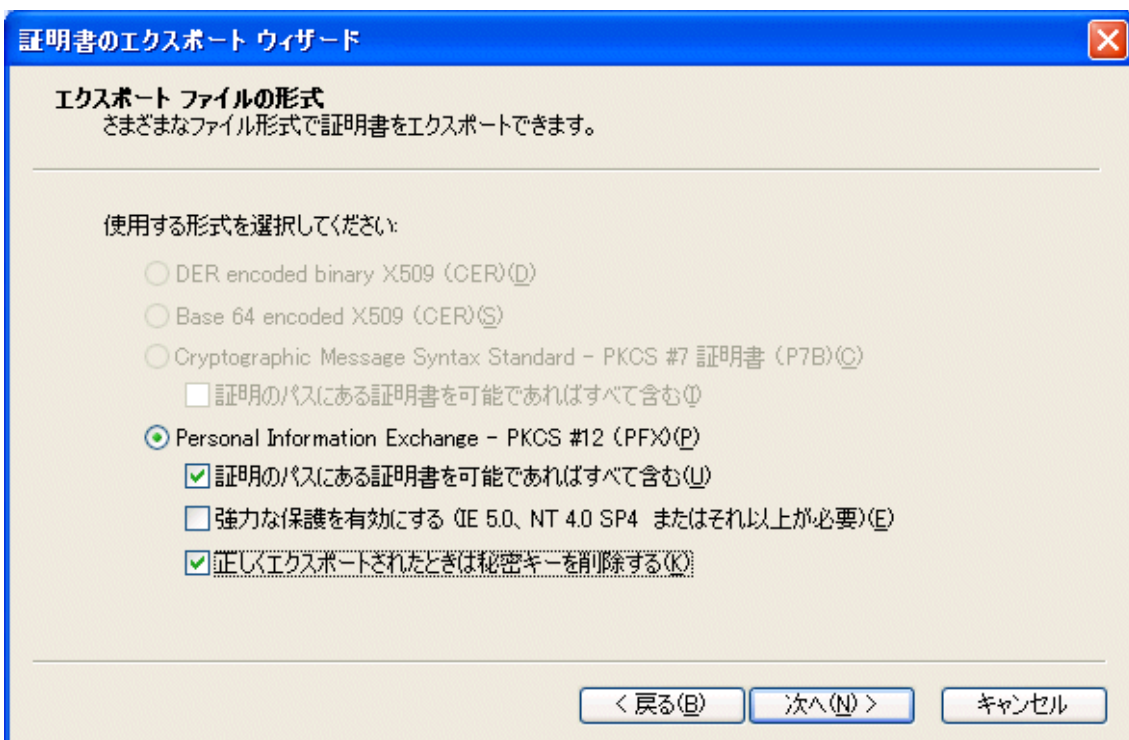 証明書のエクスポート ウィザード
エクスポート ファイルの形式
さまざまなファイル形式で証明書をエクスポートできます。
使用する形式を選択してください:
DER encoded binary X509 (CER)(D)
Base 64 encoded X509 (CER)(S)
Cryptographic Message Syntax Standard - PKCS #7 証明書 (P7B)(C)
証明のパスにある証明書を可能であればすべて含む(I)
Personal Information Exchange - PKCS #12 (PFX)(P)
証明のパスにある証明書を可能であればすべて含む(U)
強力な保護を有効にする (IE 5.0、NT 4.0 SP4 またはそれ以上が必要)(E)
正しくエクスポートされたときは秘密キーを削除する(K)
< 戻る(B) 次へ(N) > キャンセル